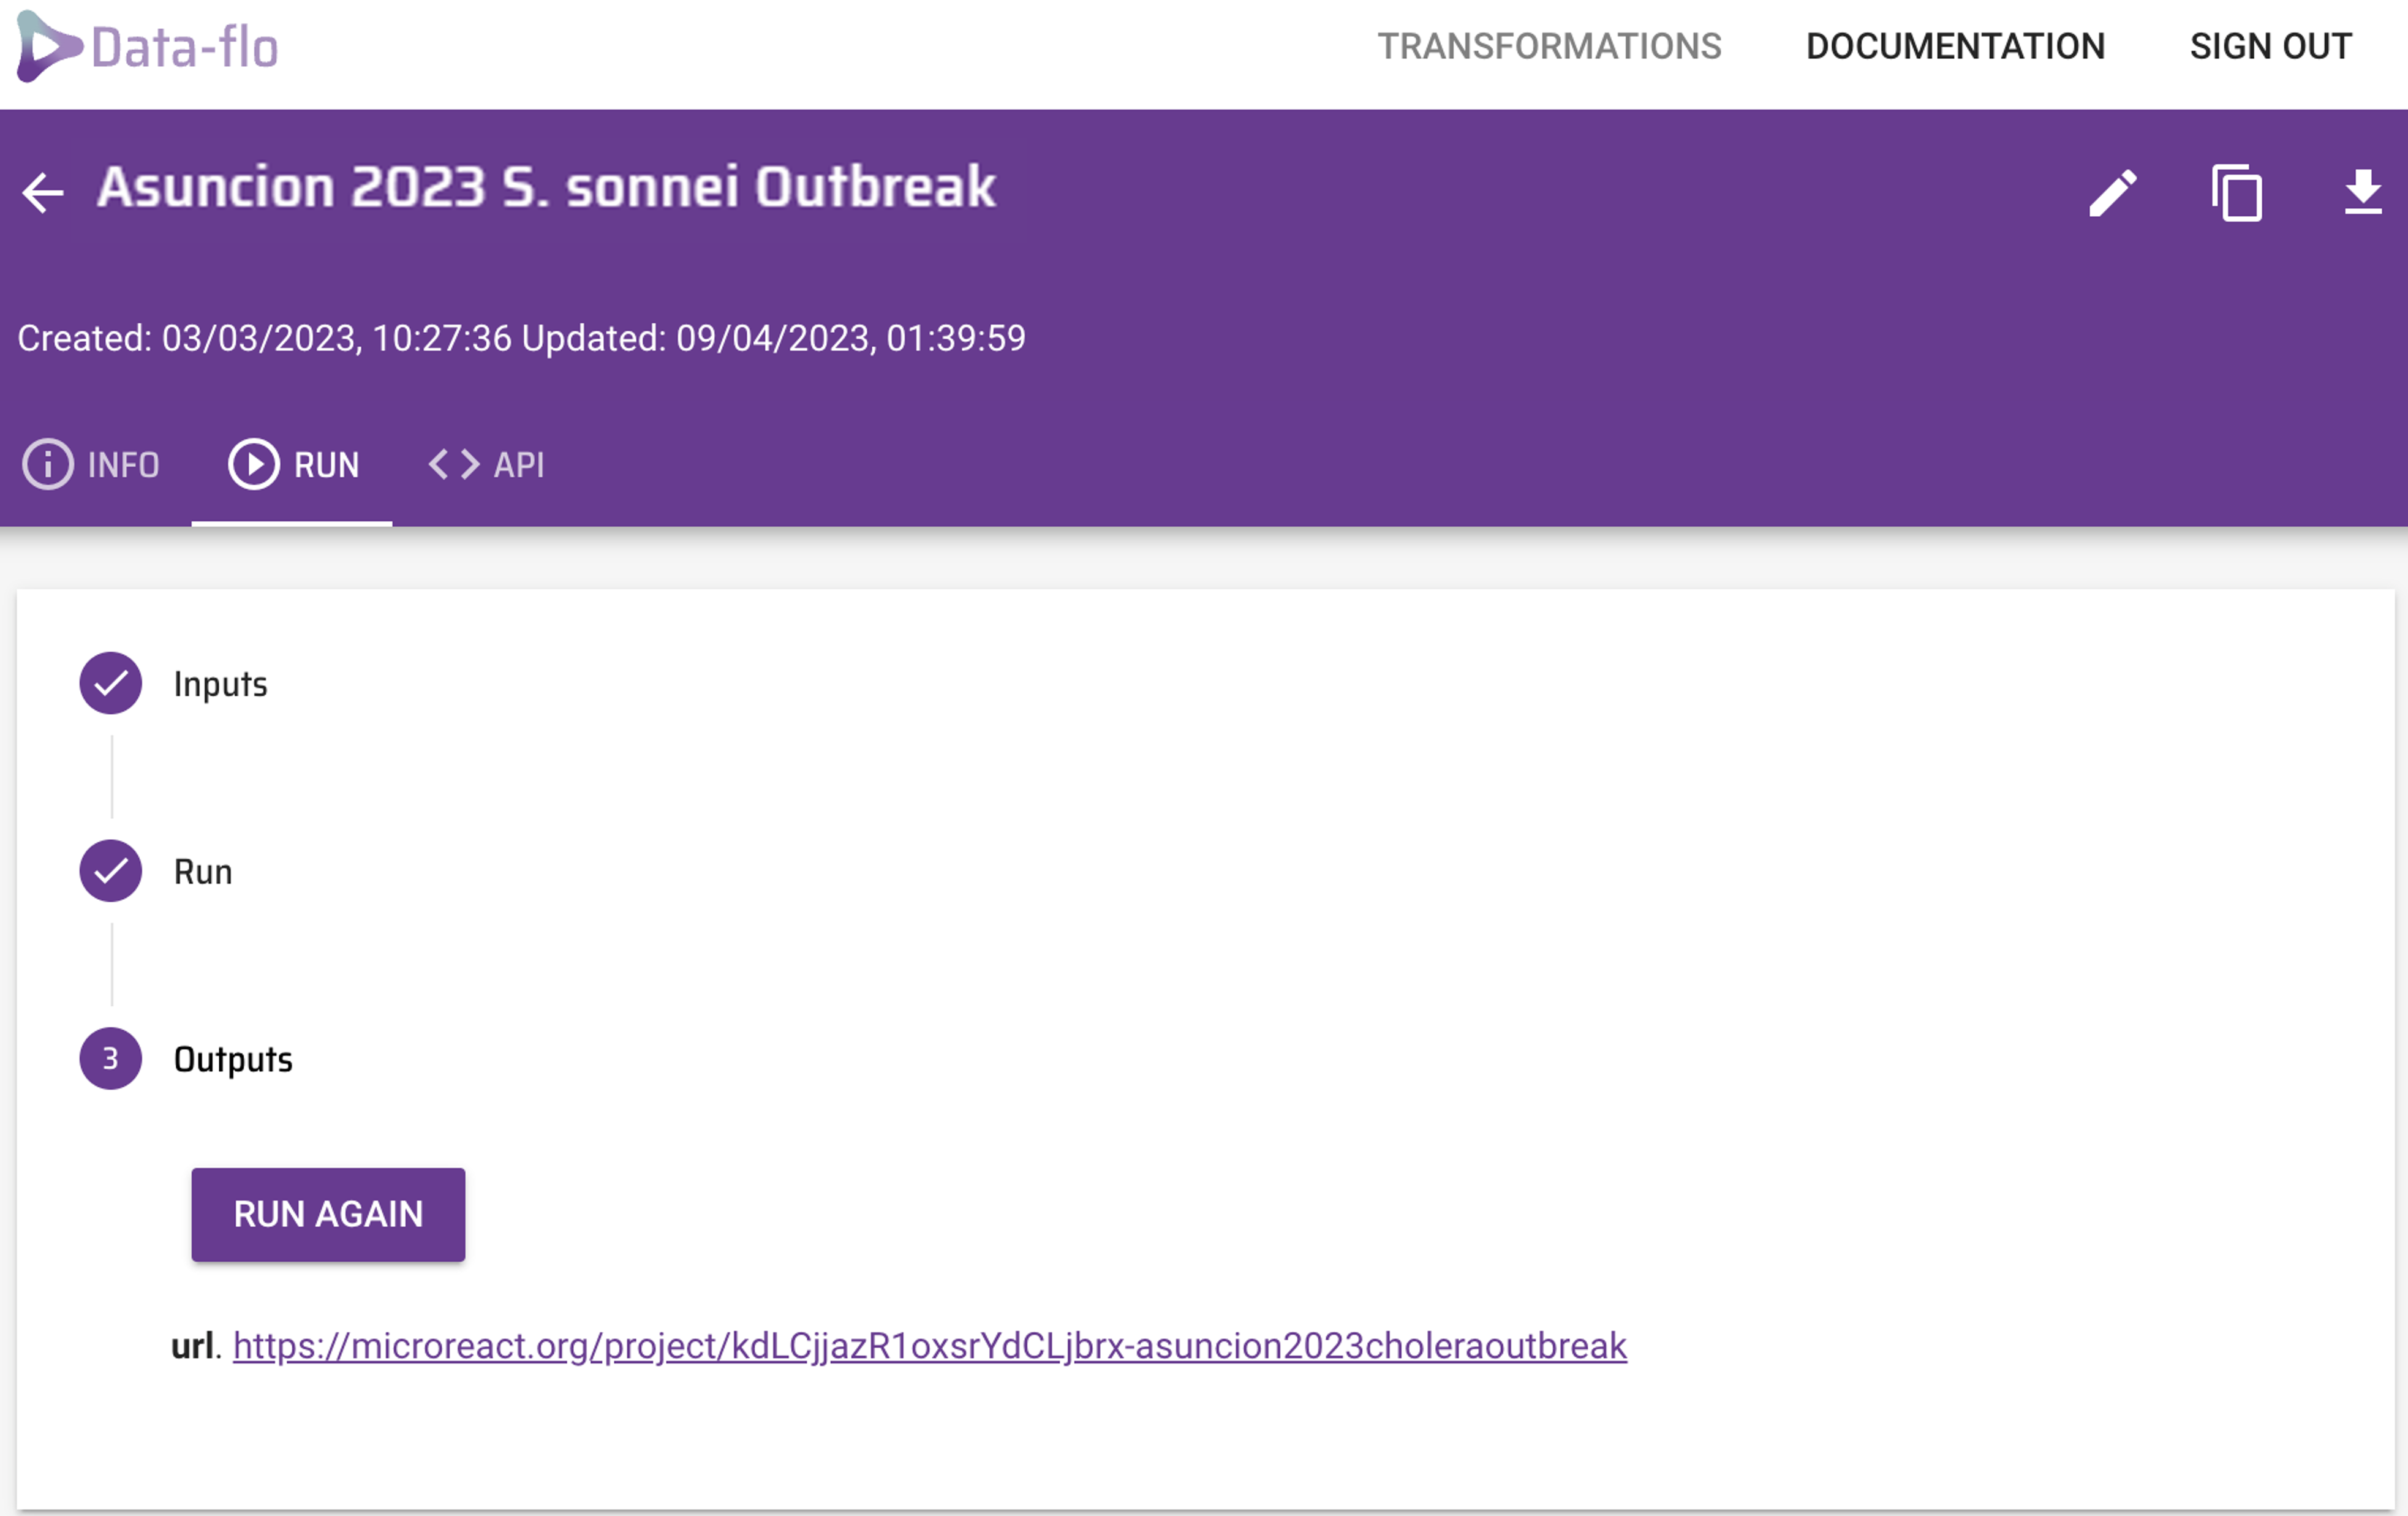 Data-flo
TRANSFORMATIONS DOCUMENTATION SIGN OUT
Asuncion 2023 S. sonnei Outbreak
Created: 03/03/2023, 10:27:36 Updated: 09/04/2023, 01:39:59
INFO RUN API
Inputs
Run
3 Outputs
RUN AGAIN
url. https://microreact.org/project/kdLCjjazR1oxsrYdCLjbrx-asuncion2023choleraoutbreak